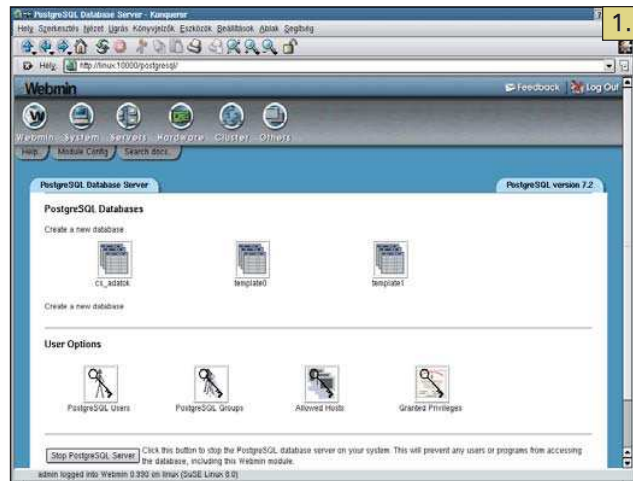 PostgreSQL Database Server - Konqueror
1.
Hely Szerkesztés Nézet Ugrás Könyvjelzők Eszközök Beállítások Ablak Segítség
Hely: http://linux:10000/postgresql/
Webmin
Feedback Log Out
Webmin System Servers Hardware Cluster Others
Help.. Module Config Search docs..
PostgreSQL Database Server
PostgreSQL version 7.2
PostgreSQL Databases
Create a new database
cs_adatok template0 template1
Create a new database
User Options
PostgreSQL Users PostgreSQL Groups Allowed Hosts Granted Privileges
Stop PostgreSQL Server
Click this button to stop the PostgreSQL database server on your system. This will prevent any users or programs from accessing
the database, including this Webmin module.
admin logged into Webmin 0.990 on linux (SuSE Linux 8.0)